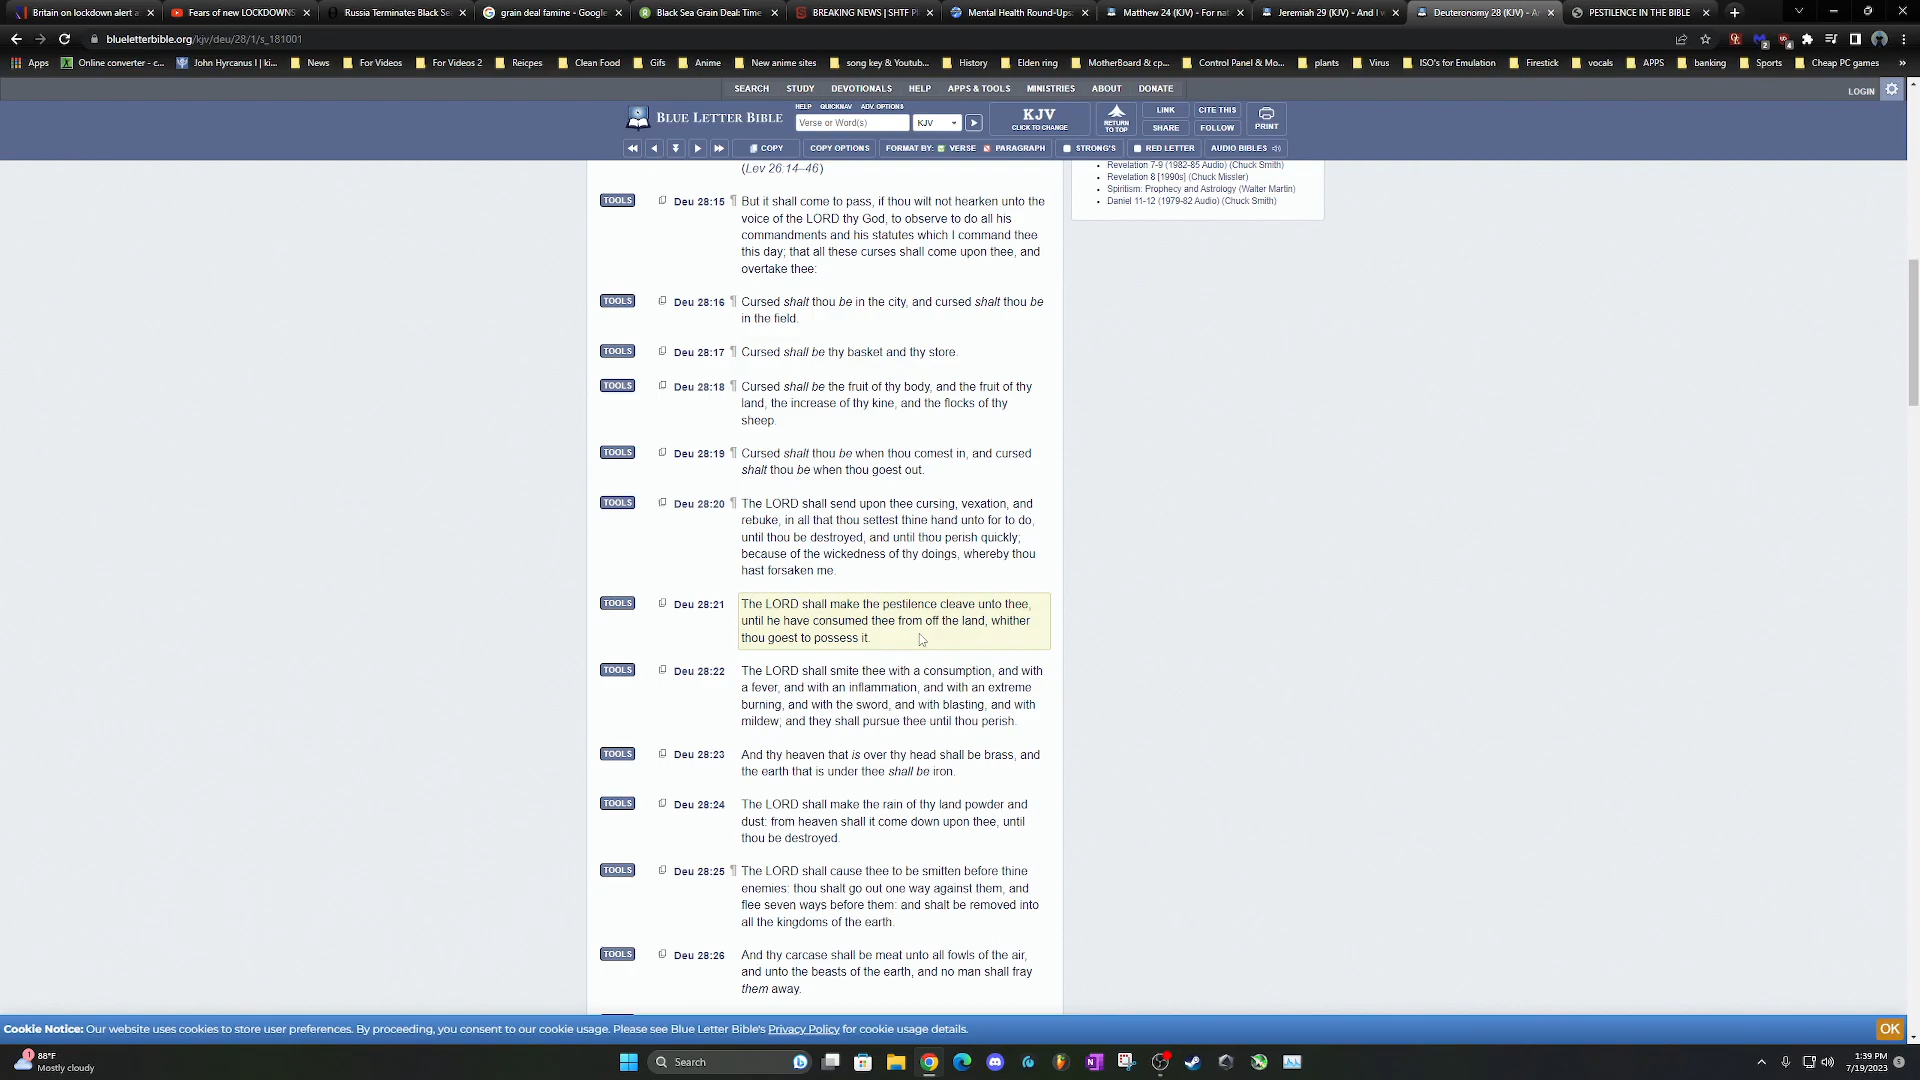 Britain on lockdown alert a
Fears of new LOCKDOWNS
Russia Terminates Black Sea
grain deal famine - Google
Black Sea Grain Deal: Time
BREAKING NEWS | SHTF Pl
Mental Health Round-Ups:
Matthew 24 (KJV) - For nat
Jeremiah 29 (KJV) - And I w
Deuteronomy 28 (KJV) - A
PESTILENCE IN THE BIBLE
blueletterbible.org/kjv/deu/28/1/s_181001
Apps
Online converter - c...
John Hyrcanus I | ki...
News
For Videos
For Videos 2
Reicpes
Clean Food
Gifs
Anime
New anime sites
song key & Youtub...
History
Elden ring
MotherBoard & cp...
Control Panel & Mo...
plants
Virus
ISO's for Emulation
Firestick
vocals
APPS
banking
Sports
Cheap PC games
»
SEARCH STUDY DEVOTIONALS HELP APPS & TOOLS MINISTRIES ABOUT DONATE
LOGIN
BLUE LETTER BIBLE
HELP QUICKNAV ADV. OPTIONS
Verse or Word(s)
KJV
KJV
CLICK TO CHANGE
RETURN
TO TOP
LINK
CITE THIS
SHARE
FOLLOW
PRINT
COPY
COPY OPTIONS
FORMAT BY: VERSE PARAGRAPH
STRONG'S
RED LETTER
AUDIO BIBLES
(Lev 26:14–46)
TOOLS Deu 28:15 ¶ But it shall come to pass, if thou wilt not hearken unto the
voice of the LORD thy God, to observe to do all his
commandments and his statutes which I command thee
this day; that all these curses shall come upon thee, and
overtake thee:
TOOLS Deu 28:16 ¶ Cursed shalt thou be in the city, and cursed shalt thou be
in the field.
TOOLS Deu 28:17 ¶ Cursed shall be thy basket and thy store.
TOOLS Deu 28:18 ¶ Cursed shall be the fruit of thy body, and the fruit of thy
land, the increase of thy kine, and the flocks of thy
sheep.
TOOLS Deu 28:19 ¶ Cursed shalt thou be when thou comest in, and cursed
shalt thou be when thou goest out.
TOOLS Deu 28:20 ¶ The LORD shall send upon thee cursing, vexation, and
rebuke, in all that thou settest thine hand unto for to do,
until thou be destroyed, and until thou perish quickly;
because of the wickedness of thy doings, whereby thou
hast forsaken me.
TOOLS Deu 28:21 The LORD shall make the pestilence cleave unto thee,
until he have consumed thee from off the land, whither
thou goest to possess it.
TOOLS Deu 28:22 The LORD shall smite thee with a consumption, and with
a fever, and with an inflammation, and with an extreme
burning, and with the sword, and with blasting, and with
mildew; and they shall pursue thee until thou perish.
TOOLS Deu 28:23 And thy heaven that is over thy head shall be brass, and
the earth that is under thee shall be iron.
TOOLS Deu 28:24 The LORD shall make the rain of thy land powder and
dust: from heaven shall it come down upon thee, until
thou be destroyed.
TOOLS Deu 28:25 ¶ The LORD shall cause thee to be smitten before thine
enemies: thou shalt go out one way against them, and
flee seven ways before them: and shalt be removed into
all the kingdoms of the earth.
TOOLS Deu 28:26 And thy carcase shall be meat unto all fowls of the air,
and unto the beasts of the earth, and no man shall fray
them away.
Revelation 7-9 (1982-85 Audio) (Chuck Smith)
Revelation 8 [1990s] (Chuck Missler)
Spiritism: Prophecy and Astrology (Walter Martin)
Daniel 11-12 (1979-82 Audio) (Chuck Smith)
Cookie Notice: Our website uses cookies to store user preferences. By proceeding, you consent to our cookie usage. Please see Blue Letter Bible's Privacy Policy for cookie usage details.
OK
1
88°F
Mostly cloudy
Search
1:39 PM
7/19/2023
5